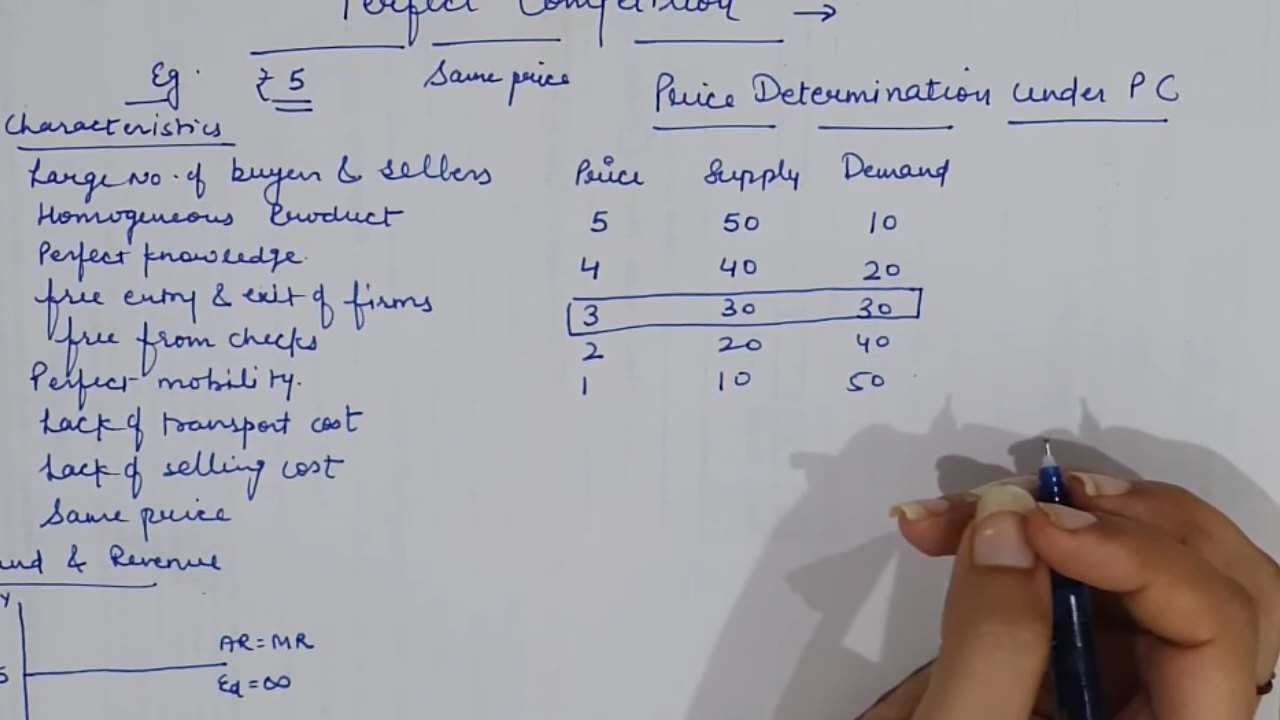 Perfect Competition →
Eg. ₹ 5 Same price
Price Determination under P C
Characteristics
Large No. of buyers & sellers
Homogeneous Product
Perfect knowledge.
free entry & exit of firms
free from checks
Perfect mobility.
Lack of transport cost
Lack of selling cost
Same price
Price Supply Demand
5 50 10
4 40 20
3 30 30
2 20 40
1 10 50
& Revenue
Y
AR=MR
5
Ed=∞